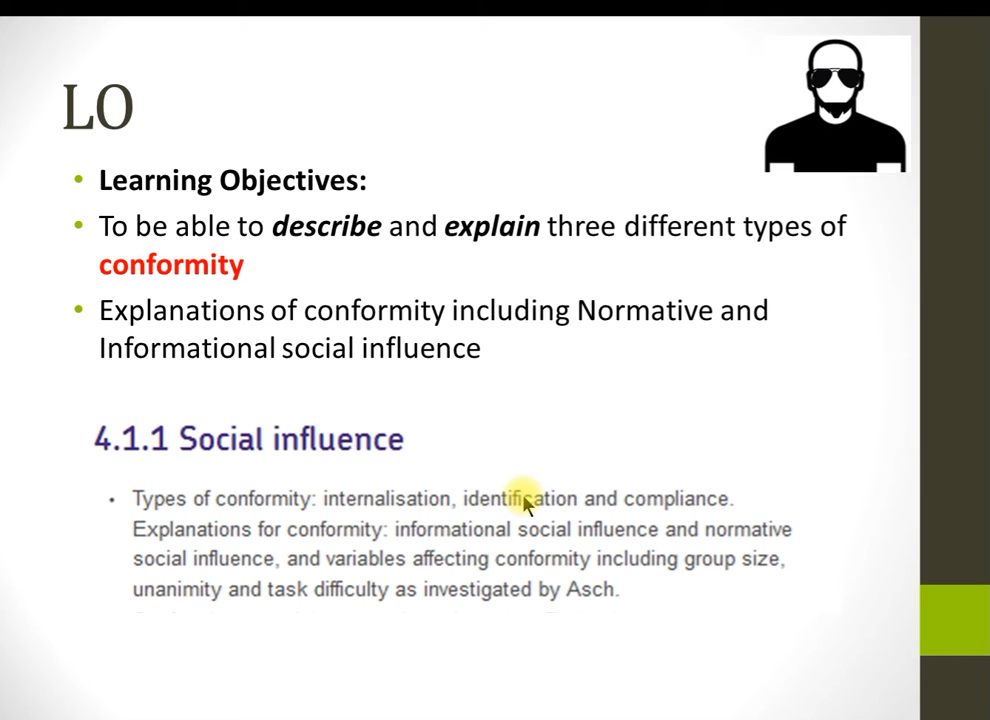 LO
• Learning Objectives:
• To be able to describe and explain three different types of
conformity
• Explanations of conformity including Normative and
Informational social influence
4.1.1 Social influence
• Types of conformity: internalisation, identification and compliance.
Explanations for conformity: informational social influence and normative
social influence, and variables affecting conformity including group size,
unanimity and task difficulty as investigated by Asch.